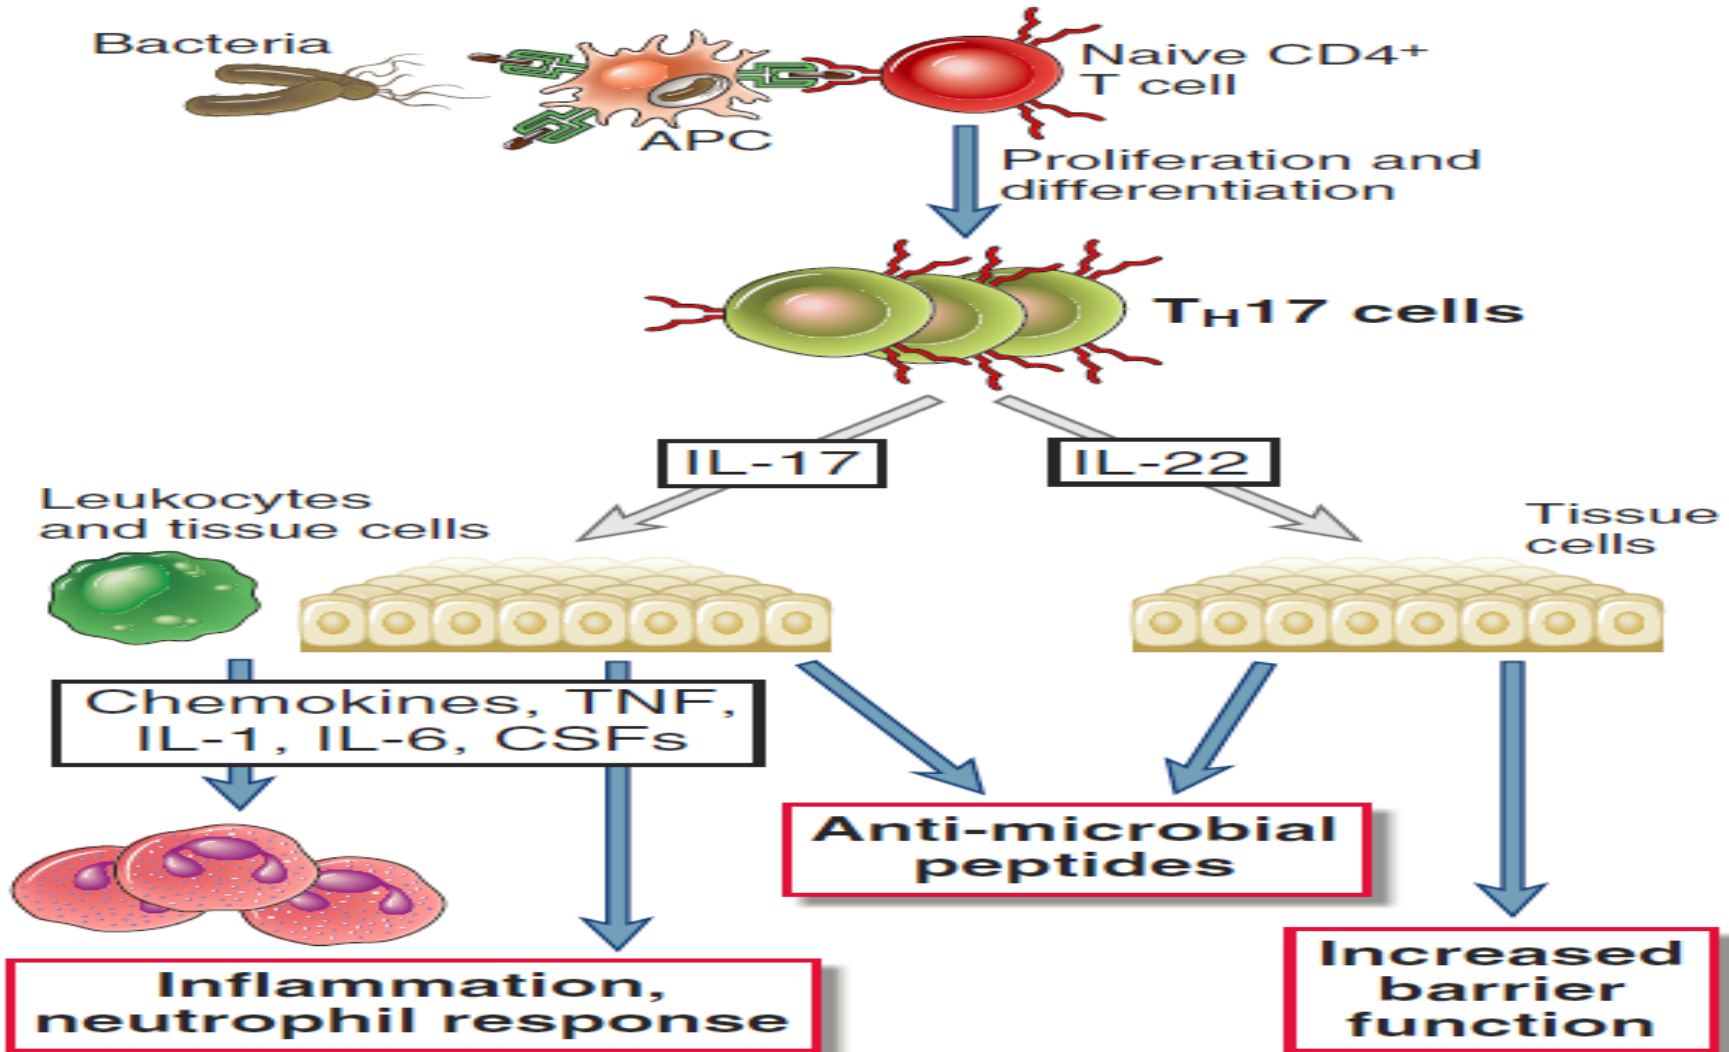 Bacteria
APC
Naive CD4⁺
T cell
Proliferation and
differentiation
TH17 cells
IL-17
IL-22
Leukocytes
and tissue cells
Tissue
cells
Chemokines, TNF,
IL-1, IL-6, CSFs
Anti-microbial
peptides
Inflammation,
neutrophil response
Increased
barrier
function